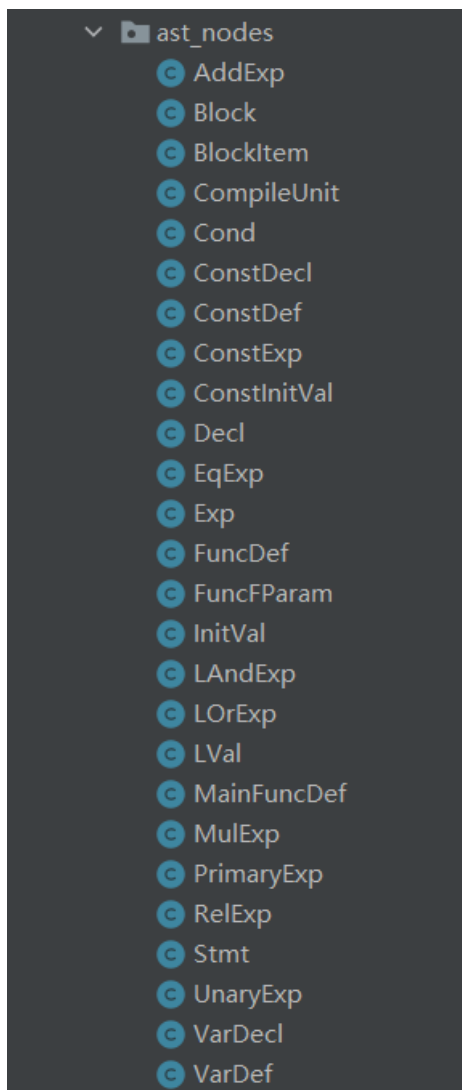 ast_nodes
C AddExp
C Block
C BlockItem
C CompileUnit
C Cond
C ConstDecl
C ConstDef
C ConstExp
C ConstInitVal
C Decl
C EqExp
C Exp
C FuncDef
C FuncFParam
C InitVal
C LAndExp
C LOrExp
C LVal
C MainFuncDef
C MulExp
C PrimaryExp
C RelExp
C Stmt
C UnaryExp
C VarDecl
C VarDef